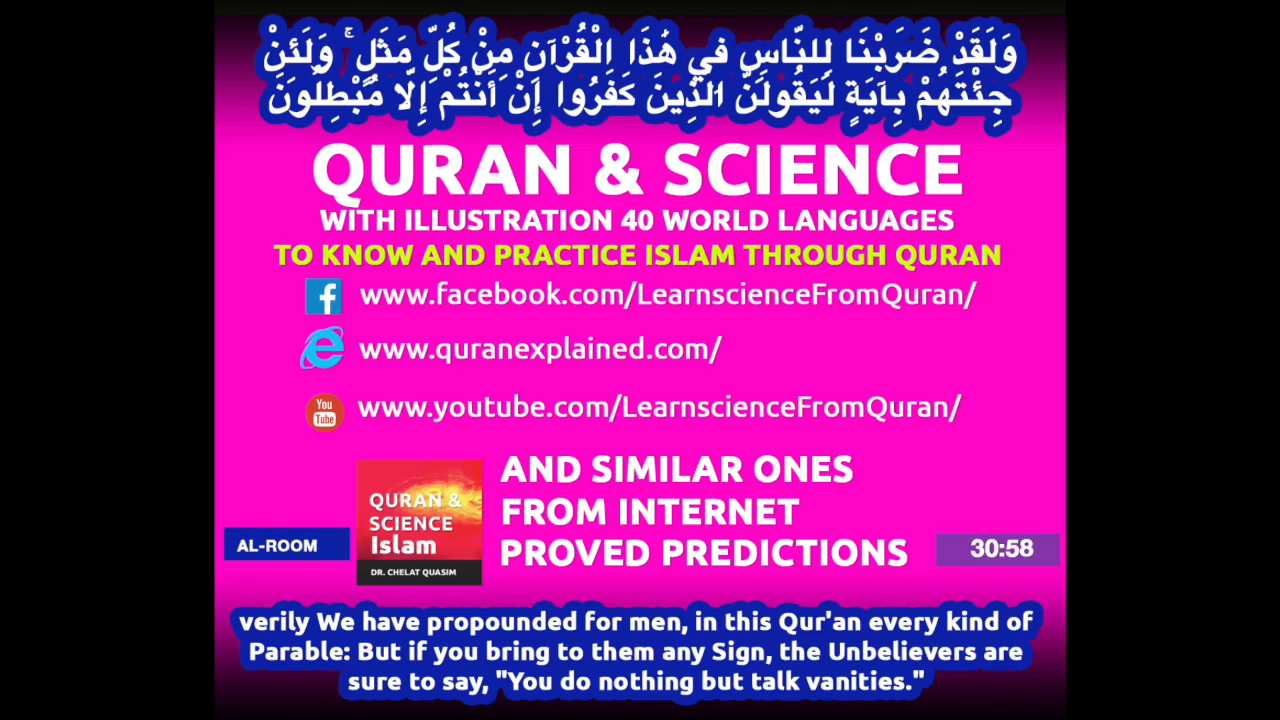 وَلَقَدْ ضَرَبْنَا لِلنَّاسِ فِي هَٰذَا الْقُرْآنِ مِنْ كُلِّ مَثَلٍ ۚ وَلَئِنْ
جِئْتَهُمْ بِآيَةٍ لَيَقُولَنَّ الَّذِينَ كَفَرُوا إِنْ أَنْتُمْ إِلَّا مُبْطِلُونَ
QURAN & SCIENCE
WITH ILLUSTRATION 40 WORLD LANGUAGES
TO KNOW AND PRACTICE ISLAM THROUGH QURAN
f www.facebook.com/LearnscienceFromQuran/
www.quranexplained.com/
You
Tube
www.youtube.com/LearnscienceFromQuran/
AND SIMILAR ONES
FROM INTERNET
PROVED PREDICTIONS
QURAN &
SCIENCE
Islam
DR. CHELAT QUASIM
AL-ROOM
30:58
verily We have propounded for men, in this Qur'an every kind of
Parable: But if you bring to them any Sign, the Unbelievers are
sure to say, "You do nothing but talk vanities."